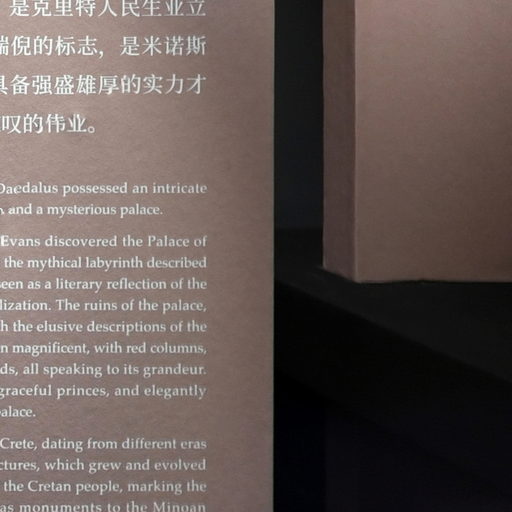 是克里特人民生业立
端倪的标志，是米诺斯
具备强盛雄厚的实力才
叹的伟业。
Daedalus possessed an intricate
and a mysterious palace.
Evans discovered the Palace of
the mythical labyrinth described
seen as a literary reflection of the
lization. The ruins of the palace,
h the elusive descriptions of the
n magnificent, with red columns,
ds, all speaking to its grandeur.
graceful princes, and elegantly
palace.
Crete, dating from different eras
ctures, which grew and evolved
the Cretan people, marking the
as monuments to the Minoan